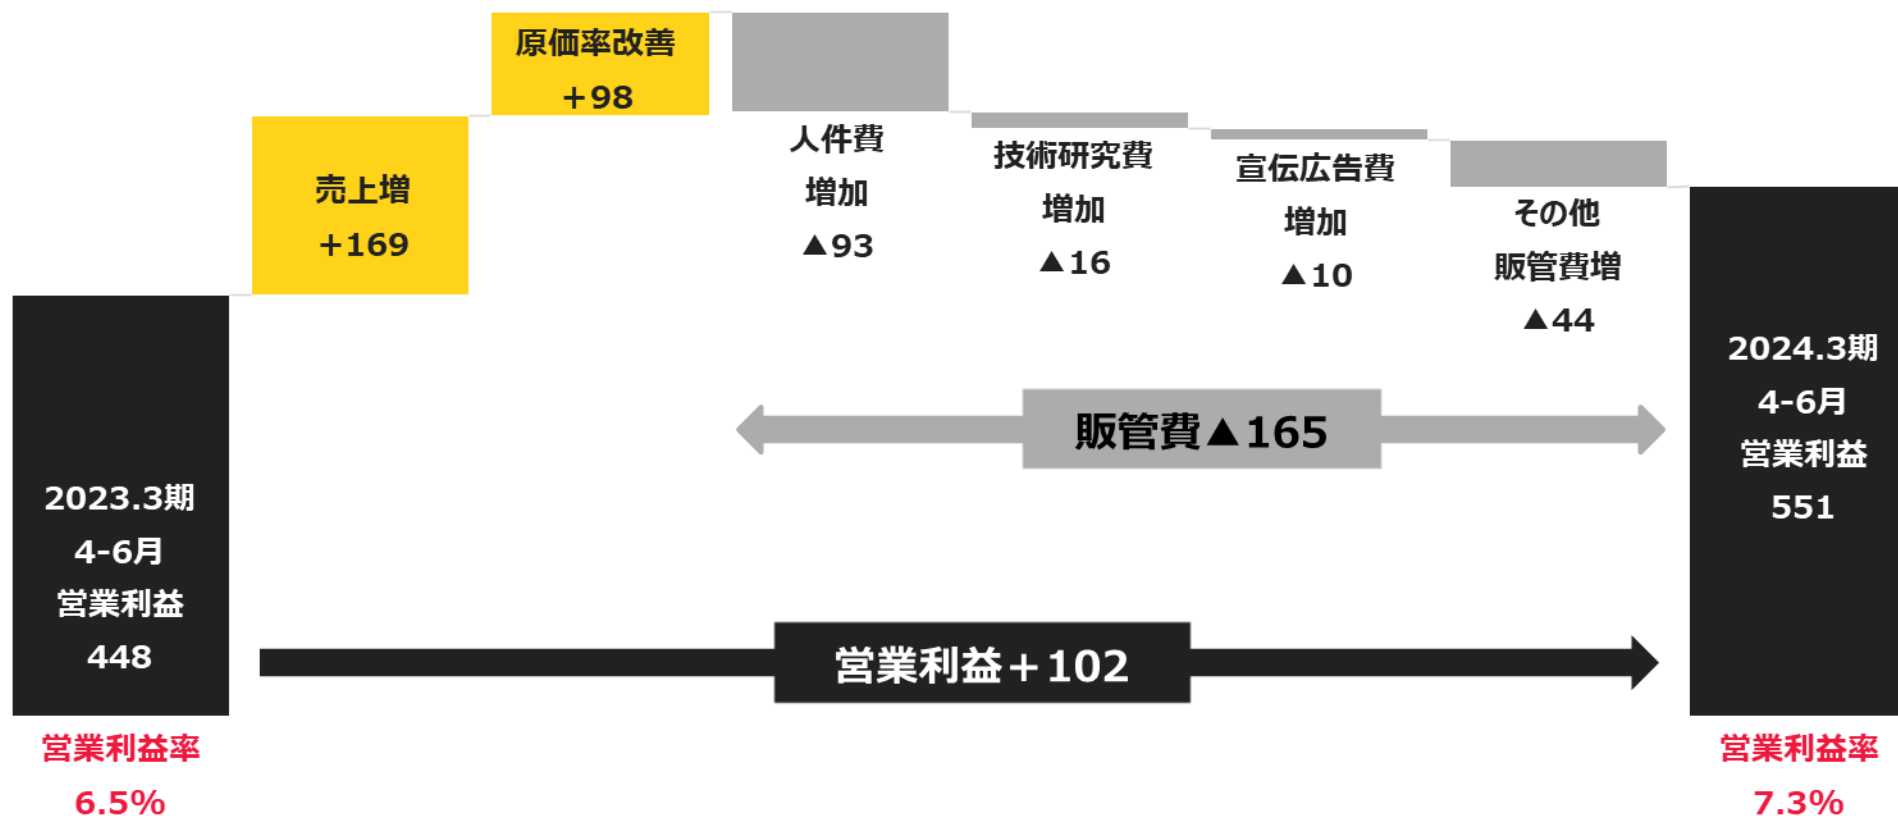 原価率改善
+98
売上増
+169
人件費
増加
▲93
技術研究費
増加
▲16
宣伝広告費
増加
▲10
その他
販管費増
▲44
販管費▲165
2023.3期
4-6月
営業利益
448
営業利益+102
2024.3期
4-6月
営業利益
551
営業利益率
6.5%
営業利益率
7.3%